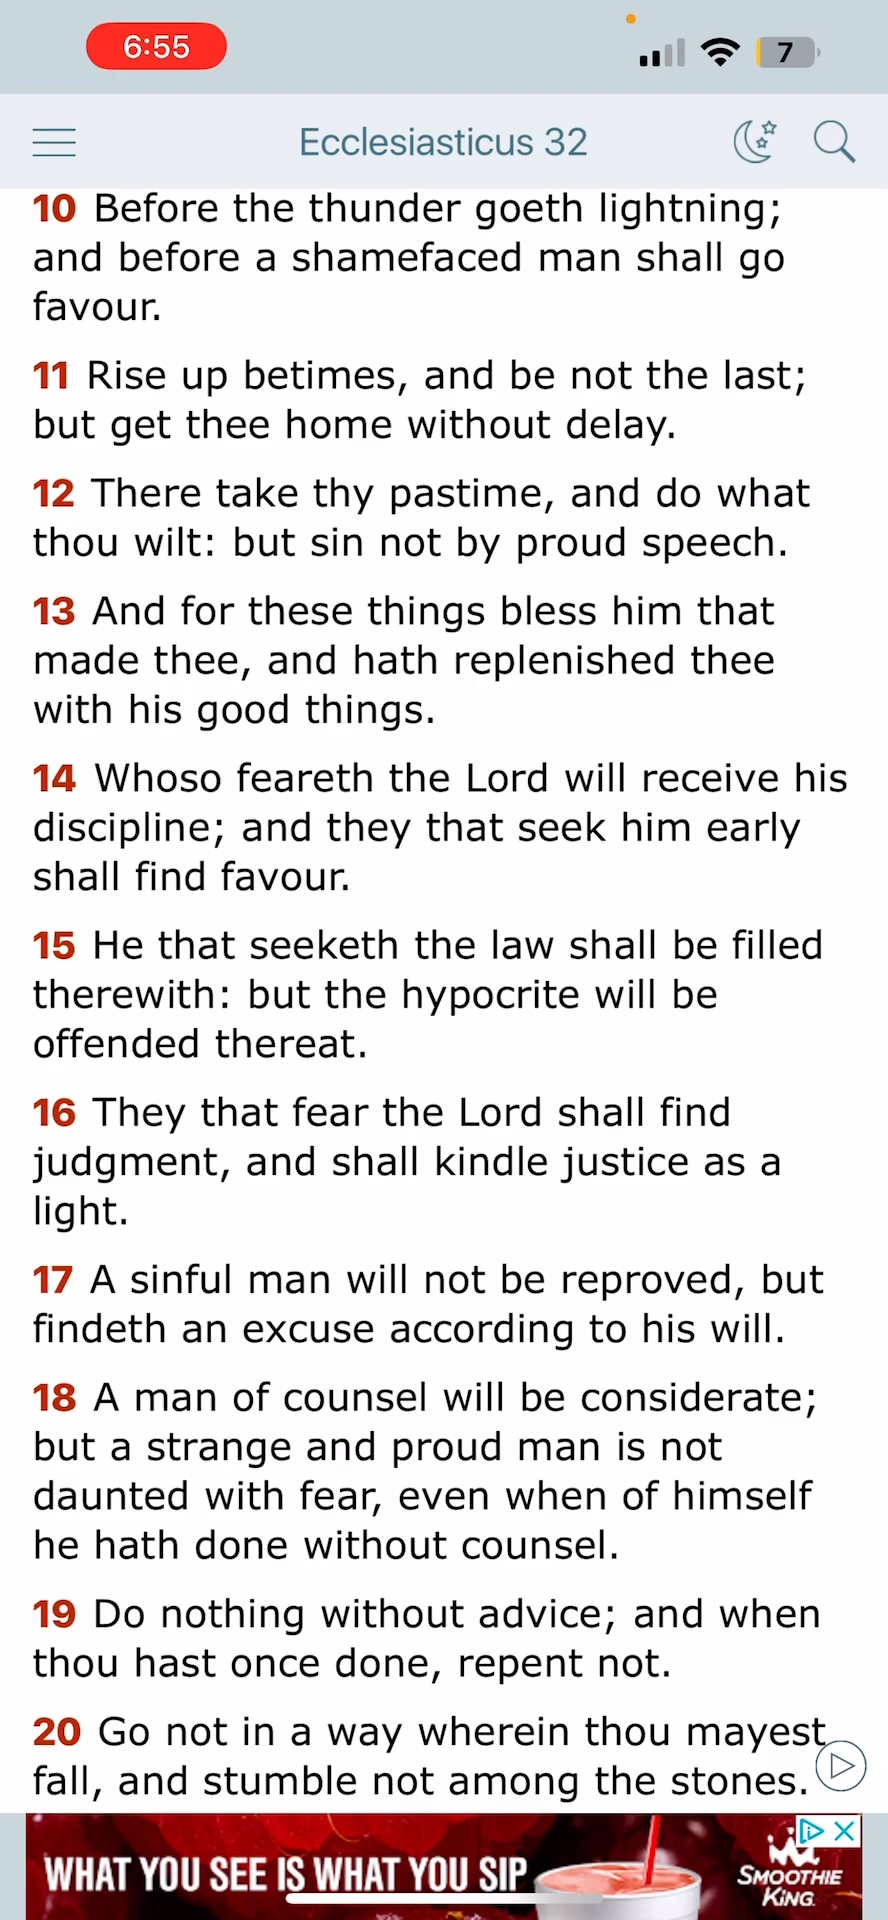 6:55
7
Ecclesiasticus 32
10 Before the thunder goeth lightning;
and before a shamefaced man shall go
favour.
11 Rise up betimes, and be not the last;
but get thee home without delay.
12 There take thy pastime, and do what
thou wilt: but sin not by proud speech.
13 And for these things bless him that
made thee, and hath replenished thee
with his good things.
14 Whoso feareth the Lord will receive his
discipline; and they that seek him early
shall find favour.
15 He that seeketh the law shall be filled
therewith: but the hypocrite will be
offended thereat.
16 They that fear the Lord shall find
judgment, and shall kindle justice as a
light.
17 A sinful man will not be reproved, but
findeth an excuse according to his will.
18 A man of counsel will be considerate;
but a strange and proud man is not
daunted with fear, even when of himself
he hath done without counsel.
19 Do nothing without advice; and when
thou hast once done, repent not.
20 Go not in a way wherein thou mayest
fall, and stumble not among the stones.
WHAT YOU SEE IS WHAT YOU SIP
SMOOTHIE
KING